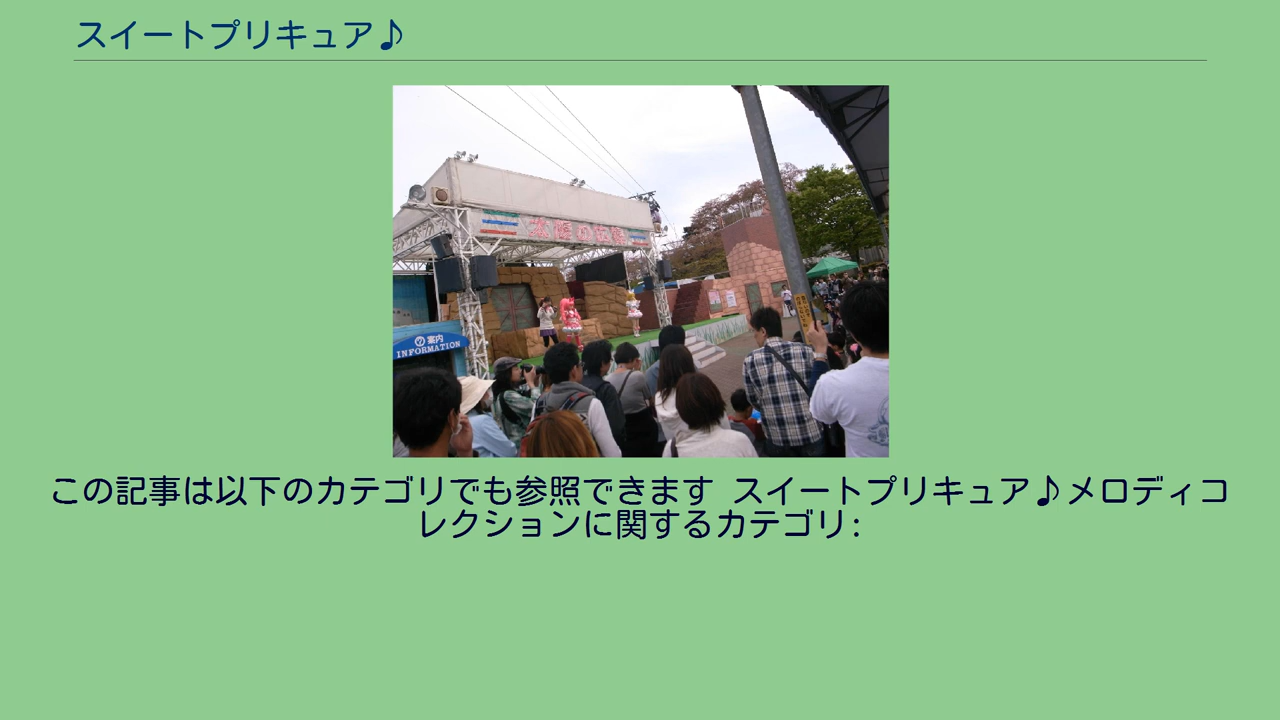 スイートプリキュア♪
案内
INFORMATION
この記事は以下のカテゴリでも参照できます スイートプリキュア♪メロディコ
レクションに関するカテゴリ: